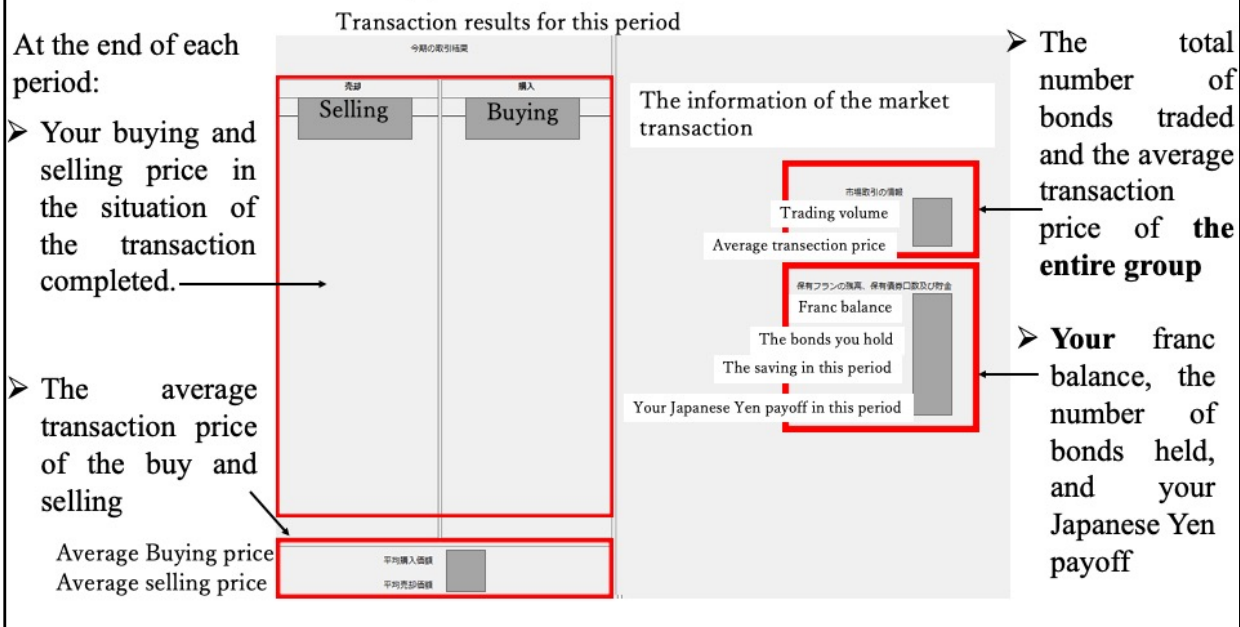 Transaction results for this period
At the end of each
period:
➢ Your buying and
selling price in
the situation of
the transaction
completed.
➢ The average
transaction price
of the buy and
selling
Average Buying price
Average selling price
今期の取引結果
売却
購入
Selling
Buying
平均購入価額
平均売却価額
The information of the market
transaction
市場取引の情報
Trading volume
Average transection price
保有フランの残高、保有債券口数及び貯金
Franc balance
The bonds you hold
The saving in this period
Your Japanese Yen payoff in this period
➢ The total
number of
bonds traded
and the average
transaction
price of the
entire group
➢ Your franc
balance, the
number of
bonds held,
and your
Japanese Yen
payoff